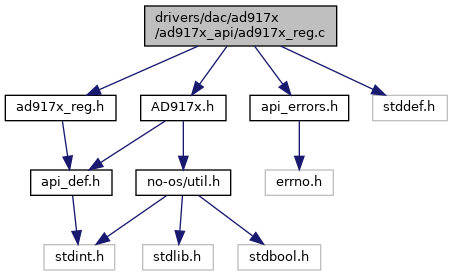 drivers/dac/ad917x
/ad917x_api/ad917x_reg.c
ad917x_reg.h
AD917x.h
api_errors.h
stddef.h
api_def.h
no-os/util.h
errno.h
stdint.h
stdlib.h
stdbool.h